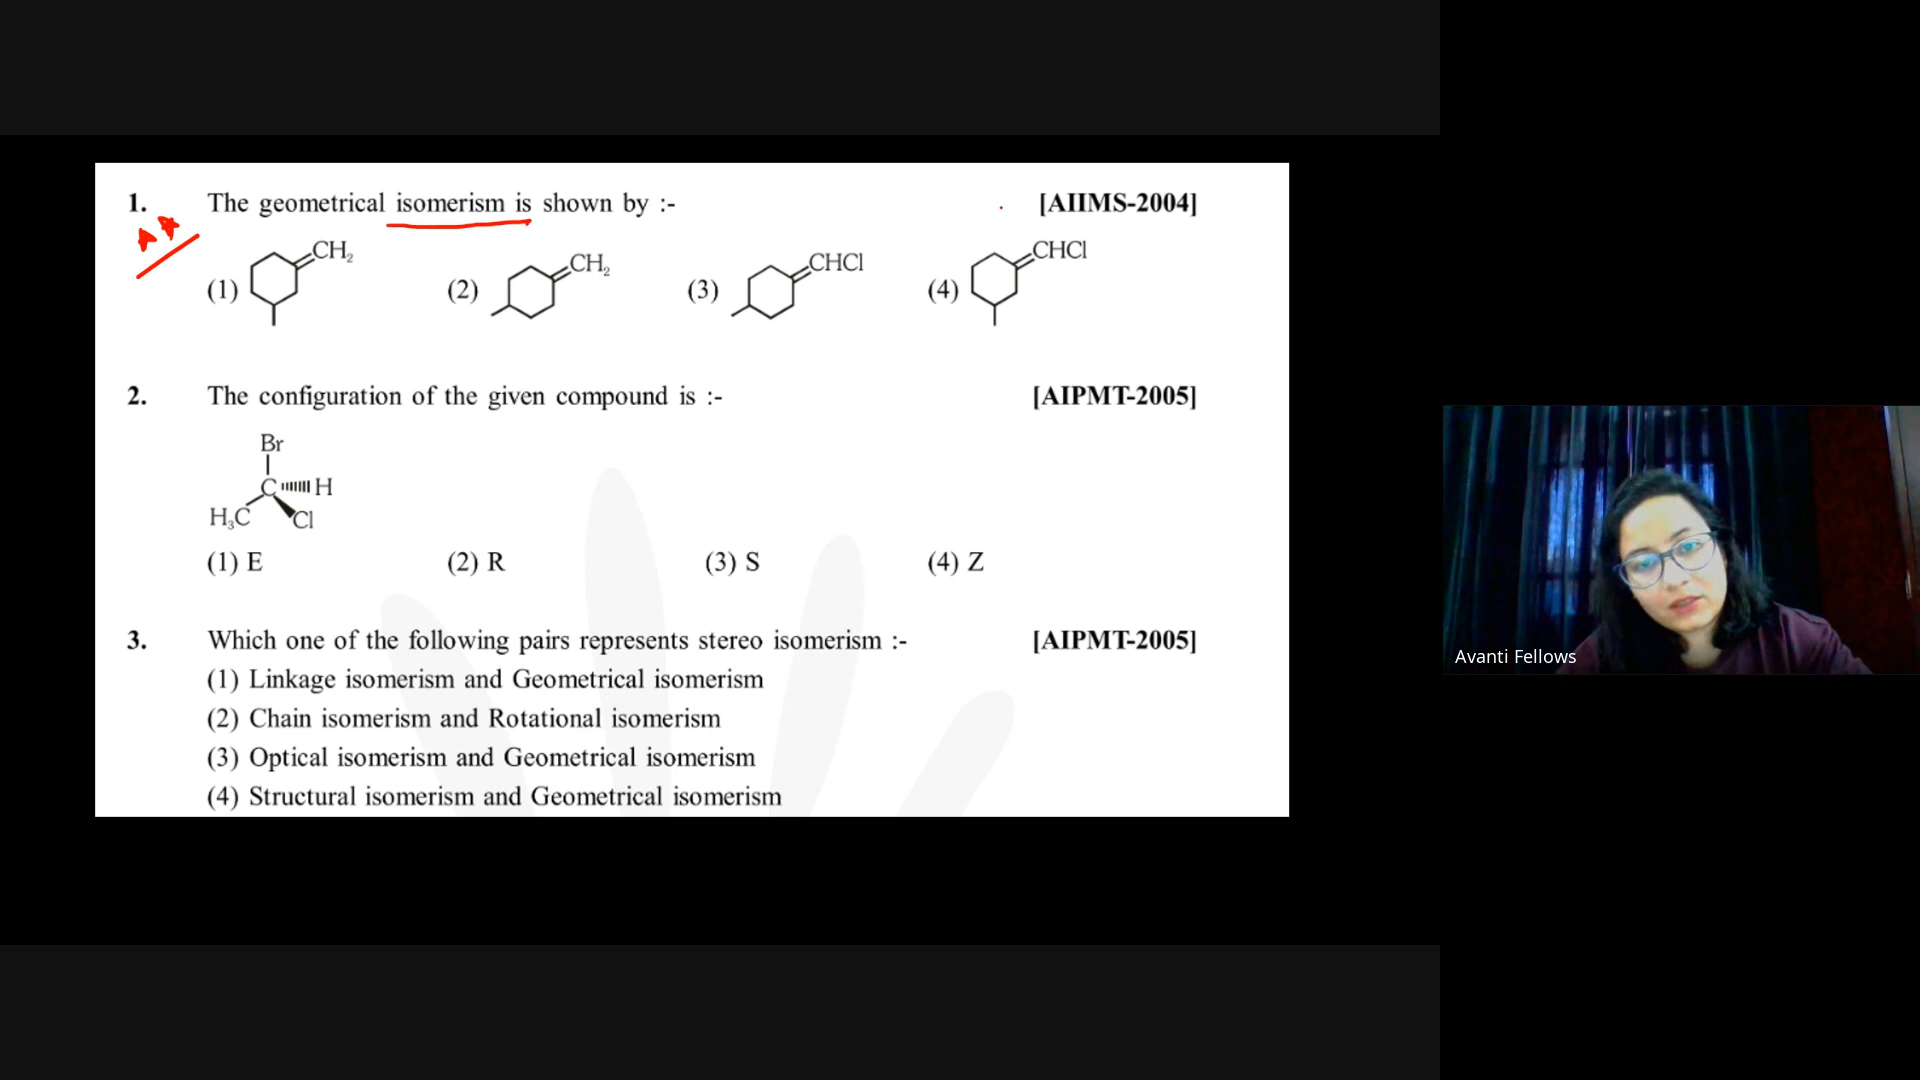 1. The geometrical isomerism is shown by :- [AIIMS-2004]
(1) CH₂ (2) CH₂ (3) CHCl (4) CHCl
2. The configuration of the given compound is :- [AIPMT-2005]
Br
C H
H₃C Cl
(1) E (2) R (3) S (4) Z
3. Which one of the following pairs represents stereo isomerism :- [AIPMT-2005]
(1) Linkage isomerism and Geometrical isomerism
(2) Chain isomerism and Rotational isomerism
(3) Optical isomerism and Geometrical isomerism
(4) Structural isomerism and Geometrical isomerism
Avanti Fellows